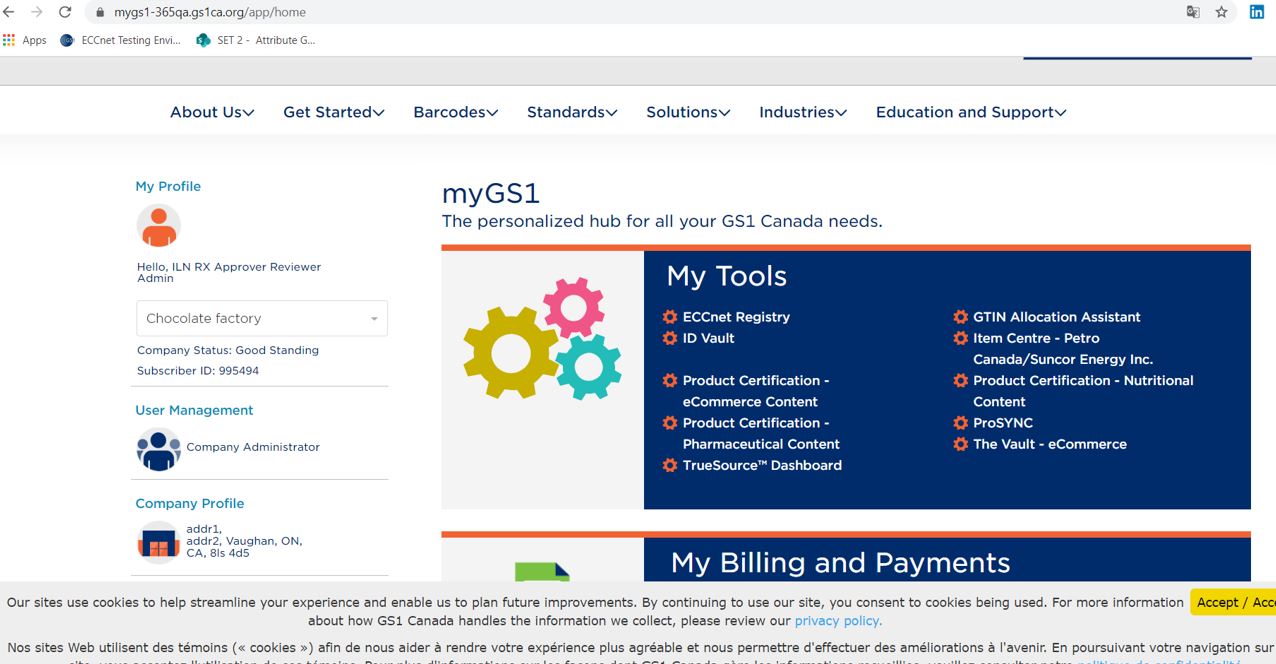 mygs1-365qa.gs1ca.org/app/home
Apps ECCnet Testing Envi... SET 2 - Attribute G...
About Us Get Started Barcodes Standards Solutions Industries Education and Support
My Profile
Hello, ILN RX Approver Reviewer
Admin
Chocolate factory
Company Status: Good Standing
Subscriber ID: 995494
User Management
Company Administrator
Company Profile
addr1,
addr2, Vaughan, ON,
CA, 8ls 4d5
myGS1
The personalized hub for all your GS1 Canada needs.
My Tools
ECCnet Registry
ID Vault
Product Certification -
eCommerce Content
Product Certification -
Pharmaceutical Content
TrueSource™ Dashboard
GTIN Allocation Assistant
Item Centre - Petro
Canada/Suncor Energy Inc.
Product Certification - Nutritional
Content
ProSYNC
The Vault - eCommerce
My Billing and Payments
Our sites use cookies to help streamline your experience and enable us to plan future improvements. By continuing to use our site, you consent to cookies being used. For more information
about how GS1 Canada handles the information we collect, please review our privacy policy.
Accept / Acce
Nos sites Web utilisent des témoins (« cookies ») afin de nous aider à rendre votre expérience plus agréable et nous permettre d'effectuer des améliorations à l'avenir. En poursuivant votre navigation sur